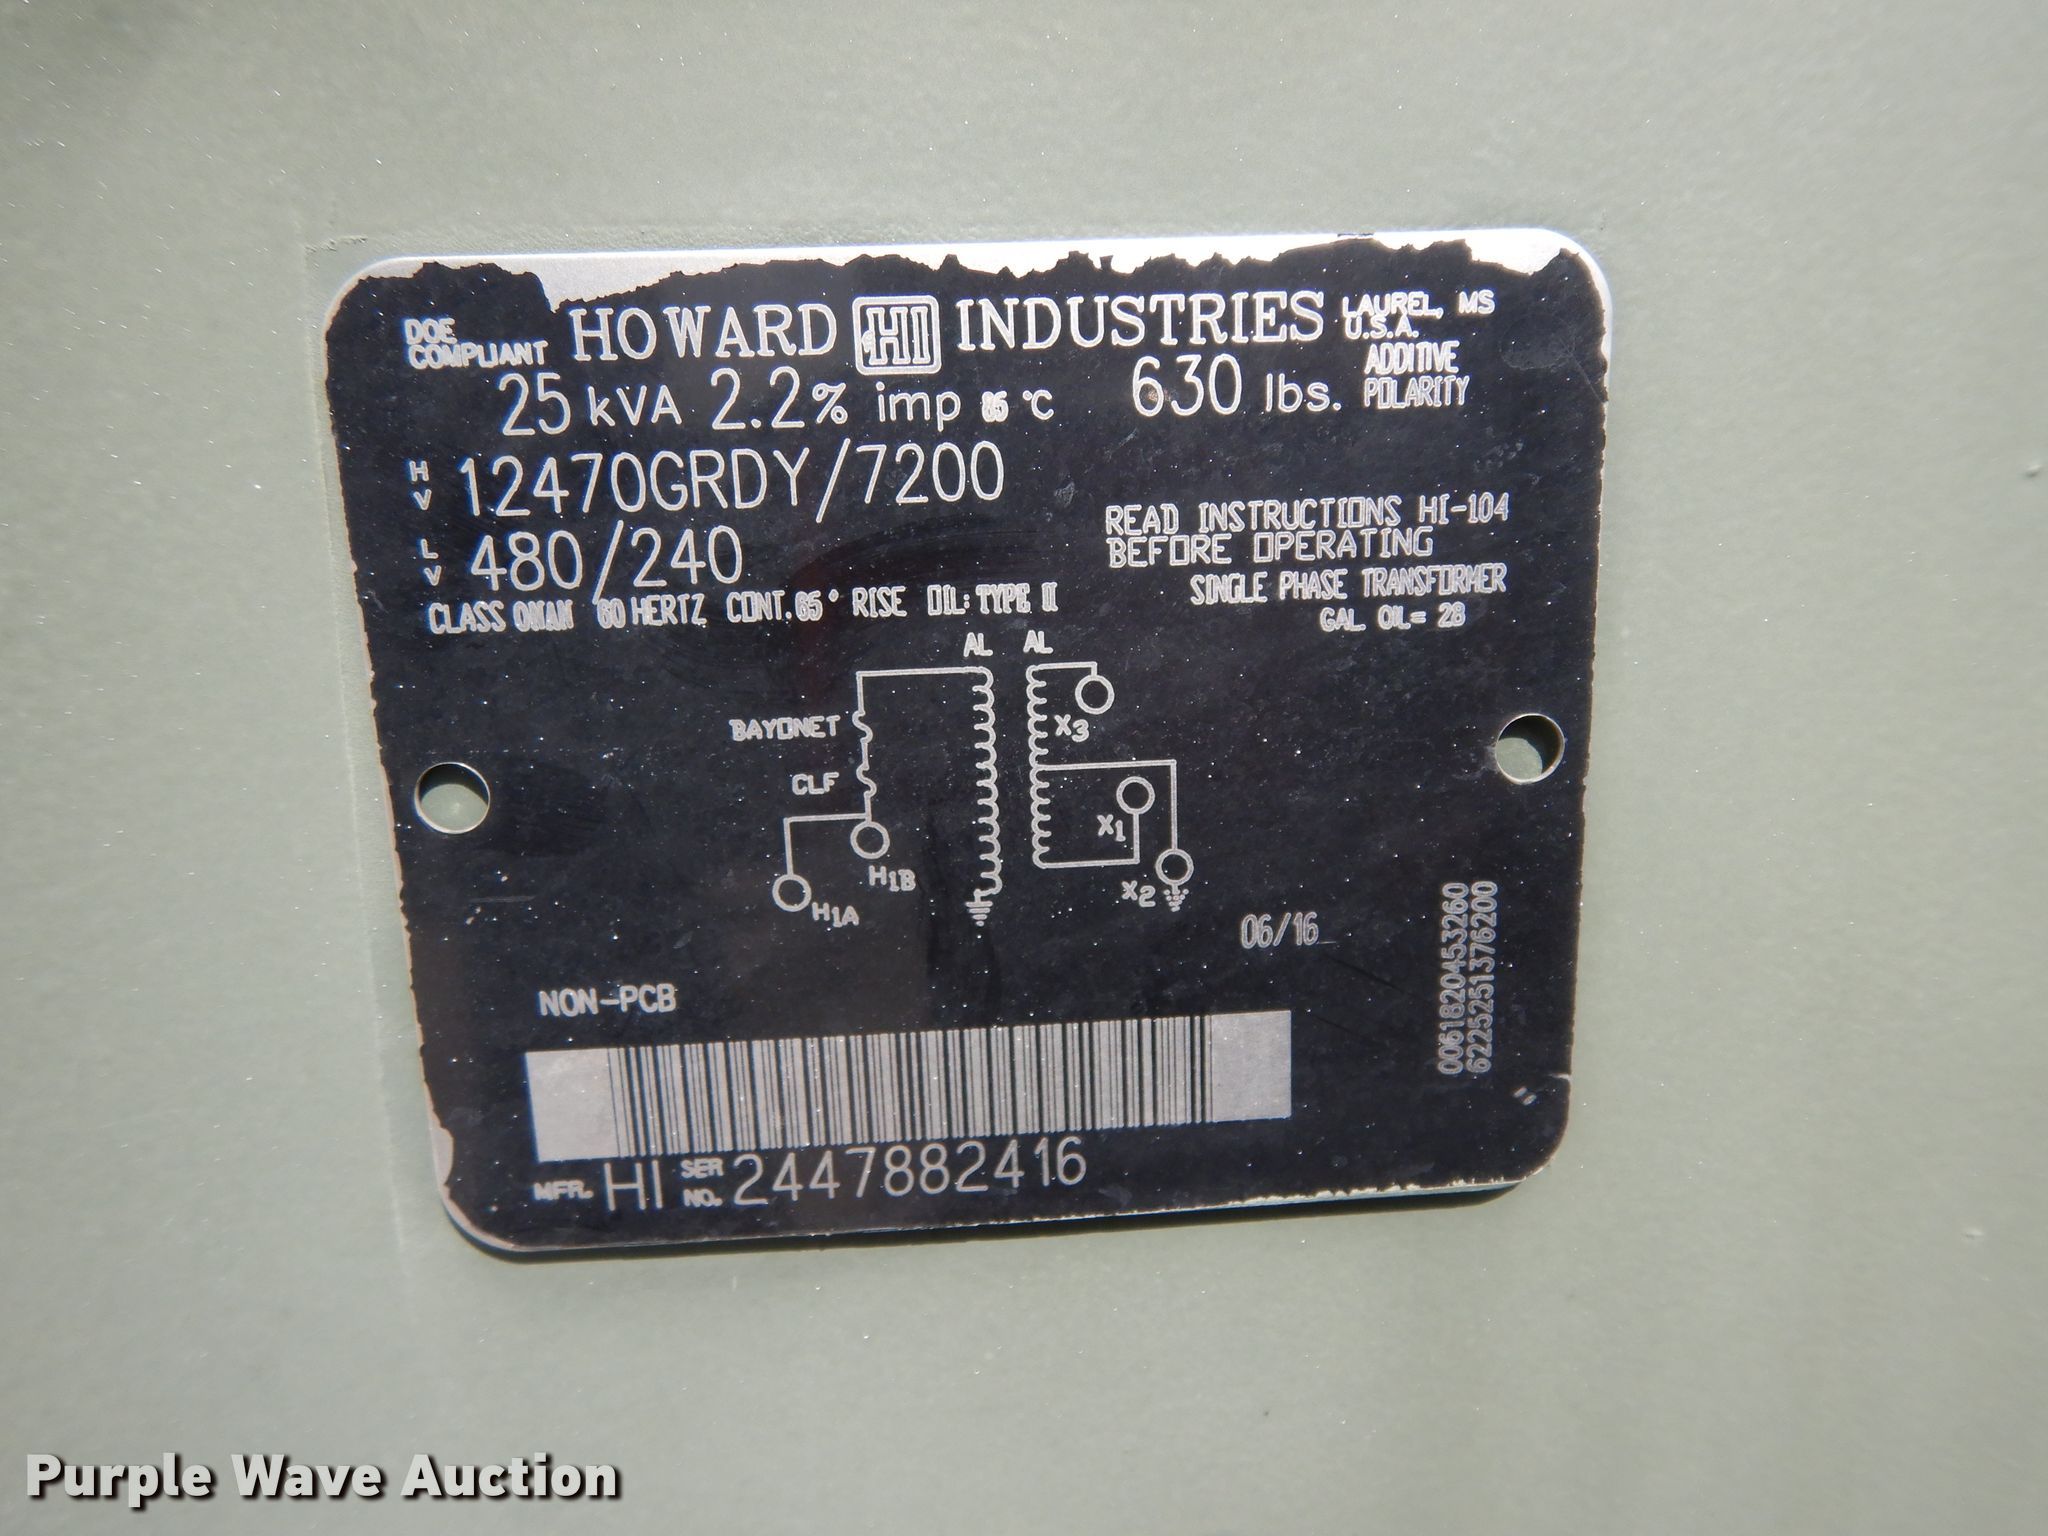 DOE
COMPLIANT
HOWARD HI INDUSTRIES
LAUREL, MS
U.S.A.
25 kVA 2.2% imp 85 °C 630 lbs.
ADDITIVE
POLARITY
HV 12470GRDY/7200
LV 480/240
READ INSTRUCTIONS HI-104
BEFORE OPERATING
SINGLE PHASE TRANSFORMER
GAL. OIL= 28
CLASS ONAN 60 HERTZ CONT. 65° RISE OIL: TYPE II
AL AL
BAYONET
X3
CLF
X1
H1B
X2
H1A
06/16
NON-PCB
0061820453260
6225251376200
MFR. HI SER NO. 2447882416
Purple Wave Auction